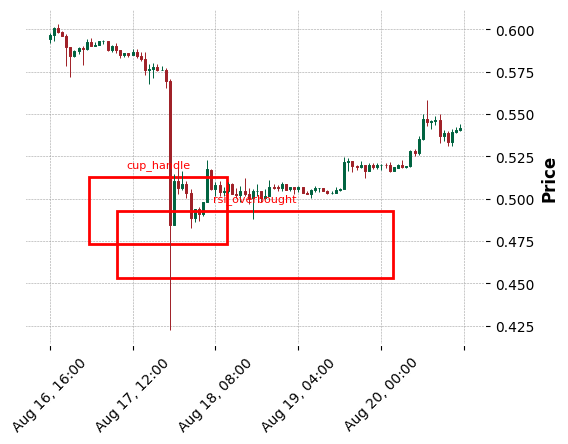 0.600
0.575
0.550
cup_handle
0.525
rsi_overbought
0.500
0.475
0.450
0.425
Price
Aug 16, 16:00
Aug 17, 12:00
Aug 18, 08:00
Aug 19, 04:00
Aug 20, 00:00